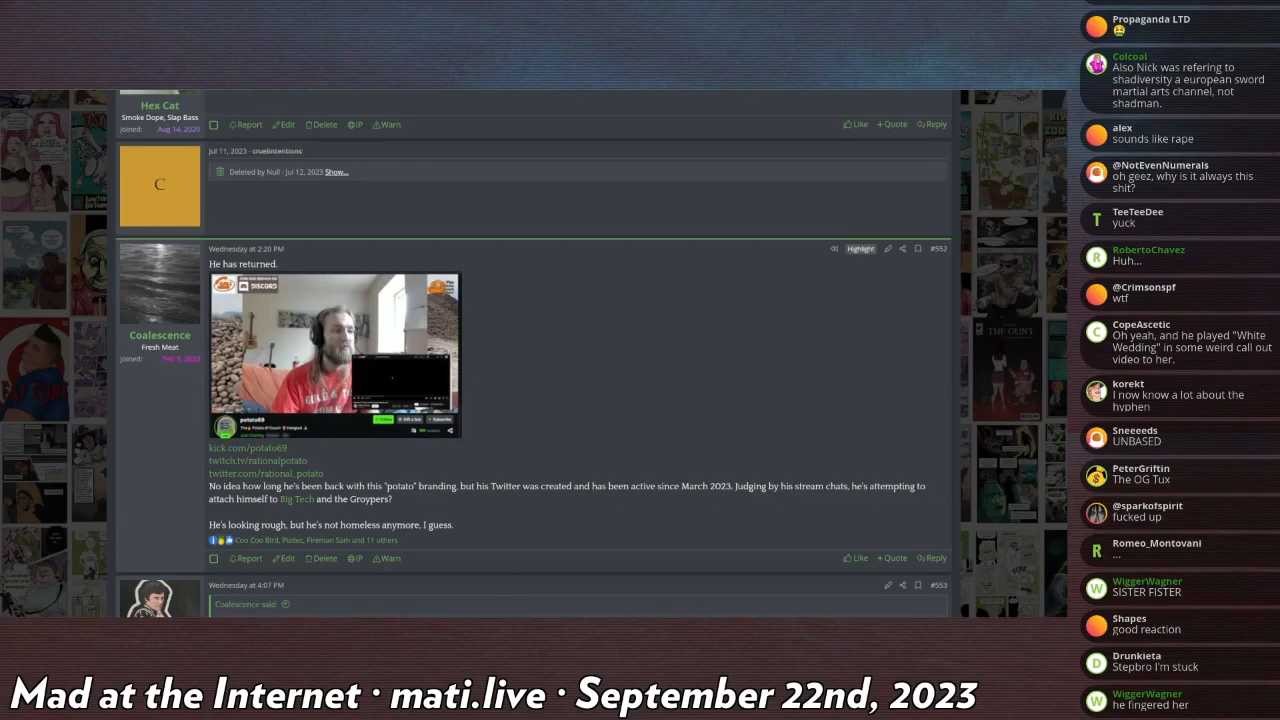 Hex Cat
Smoke Dope, Slap Bass
Joined: Aug 14, 2020
Report Edit Delete IP Warn
Like + Quote Reply
C
Jul 11, 2023 · cruelintentions
Deleted by Null · Jul 12, 2023 Show...
Coalescence
Fresh Meat
Joined: Feb 5, 2023
Wednesday at 2:20 PM
Highlight
#552
He has returned.
DISCORD
potato69
kick.com/potato69
twitch.tv/rationalpotato
twitter.com/rational_potato
No idea how long he's been back with this "potato" branding, but his Twitter was created and has been active since March 2023. Judging by his stream chats, he's attempting to
attach himself to Big Tech and the Groypers?
He's looking rough, but he's not homeless anymore, I guess.
Coo Coo Bird, Pizdec, Fireman Sam and 11 others
Report Edit Delete IP Warn
Like + Quote Reply
Wednesday at 4:07 PM
#553
Coalescence said:
Propaganda LTD
Colcoal
Also Nick was refering to
shadiversity a european sword
martial arts channel, not
shadman.
alex
sounds like rape
@NotEvenNumerals
oh geez, why is it always this
shit?
T
TeeTeeDee
yuck
R
RobertoChavez
Huh...
@Crimsonspf
wtf
C
CopeAscetic
Oh yeah, and he played "White
Wedding" in some weird call out
video to her.
korekt
I now know a lot about the
hyphen
Sneeeeds
UNBASED
PeterGriftin
The OG Tux
@sparkofspirit
fucked up
R
Romeo_Montovani
...
W
WiggerWagner
SISTER FISTER
Shapes
good reaction
D
Drunkieta
Stepbro I'm stuck
W
WiggerWagner
he fingered her
Mad at the Internet · mati.live · September 22nd, 2023